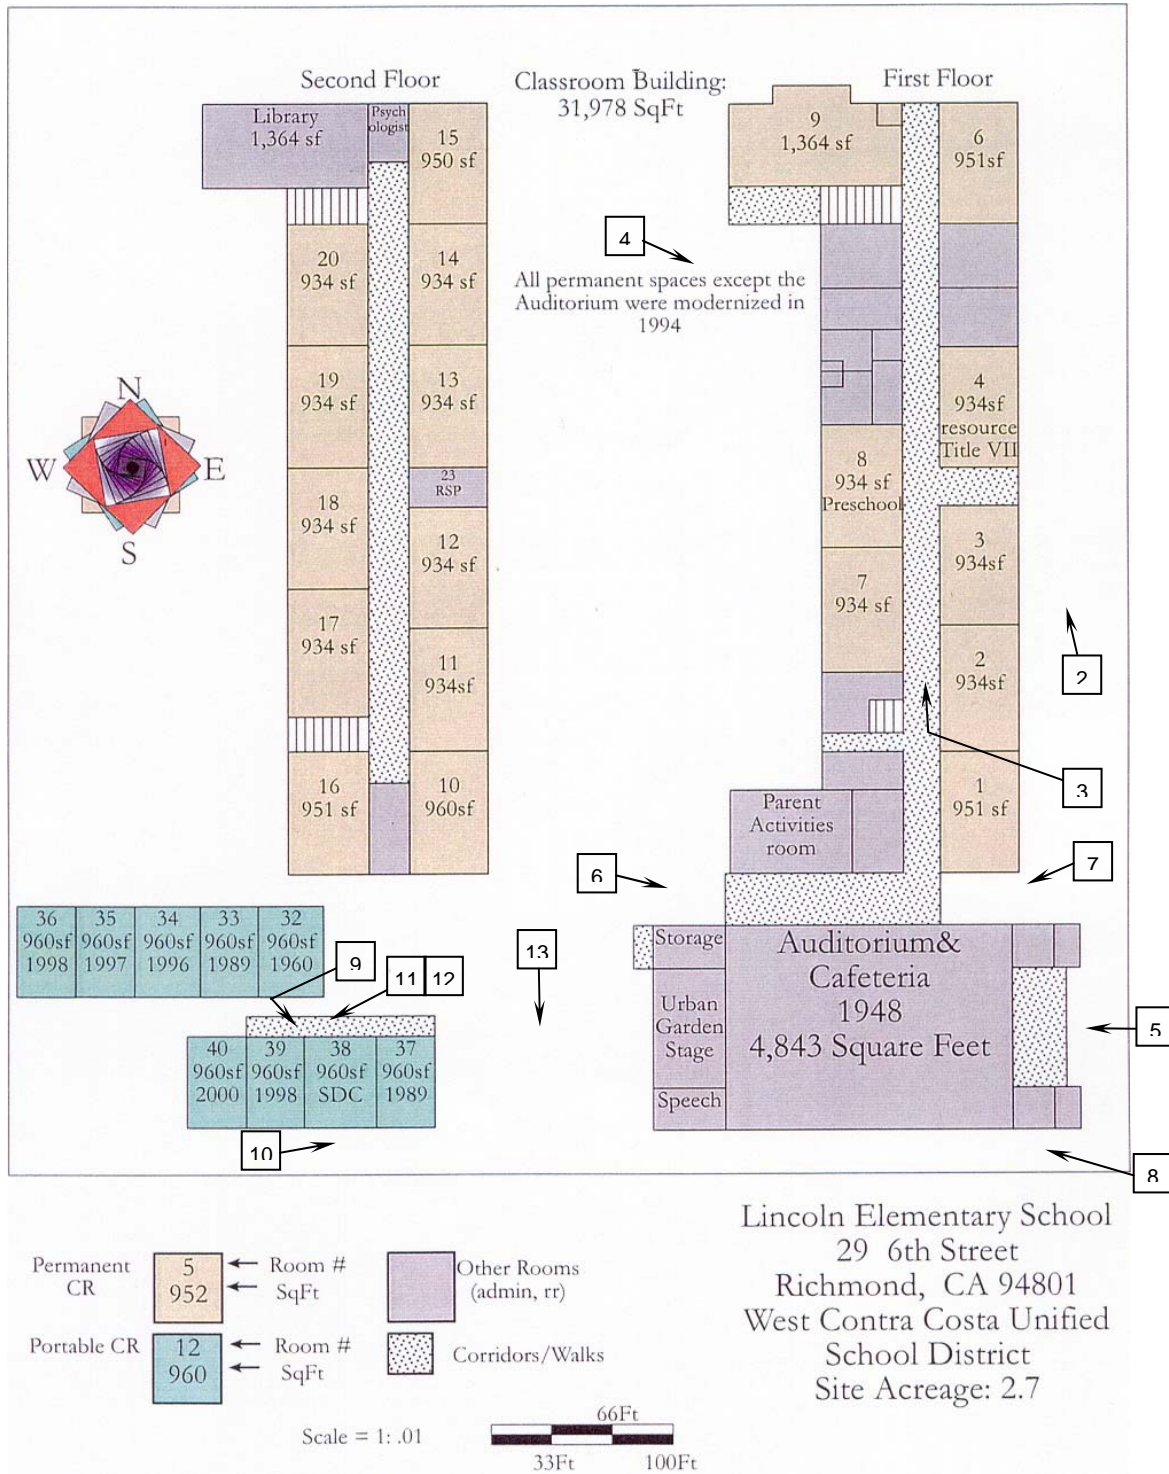 Second Floor
Classroom Building:
31,978 SqFt
First Floor
Library
1,364 sf
Psych
ologist
15
950 sf
20
934 sf
14
934 sf
19
934 sf
13
934 sf
23
RSP
18
934 sf
12
934 sf
17
934 sf
11
934sf
16
951 sf
10
960sf
N
W
E
S
4
All permanent spaces except the
Auditorium were modernized in
1994
9
1,364 sf
6
951sf
4
934sf
resource
Title VII
8
934 sf
Preschool
3
934sf
7
934 sf
2
934sf
2
3
1
951 sf
Parent
Activities
room
6
7
36
960sf
1998
35
960sf
1997
34
960sf
1996
33
960sf
1989
32
960sf
1960
9
11
12
13
40
960sf
2000
39
960sf
1998
38
960sf
SDC
37
960sf
1989
10
Storage
Urban
Garden
Stage
Speech
Auditorium&
Cafeteria
1948
4,843 Square Feet
5
8
Permanent
CR
5
952
Room #
SqFt
Other Rooms
(admin, rr)
Portable CR
12
960
Room #
SqFt
Corridors/Walks
Scale = 1: .01
66Ft
33Ft
100Ft
Lincoln Elementary School
29 6th Street
Richmond, CA 94801
West Contra Costa Unified
School District
Site Acreage: 2.7